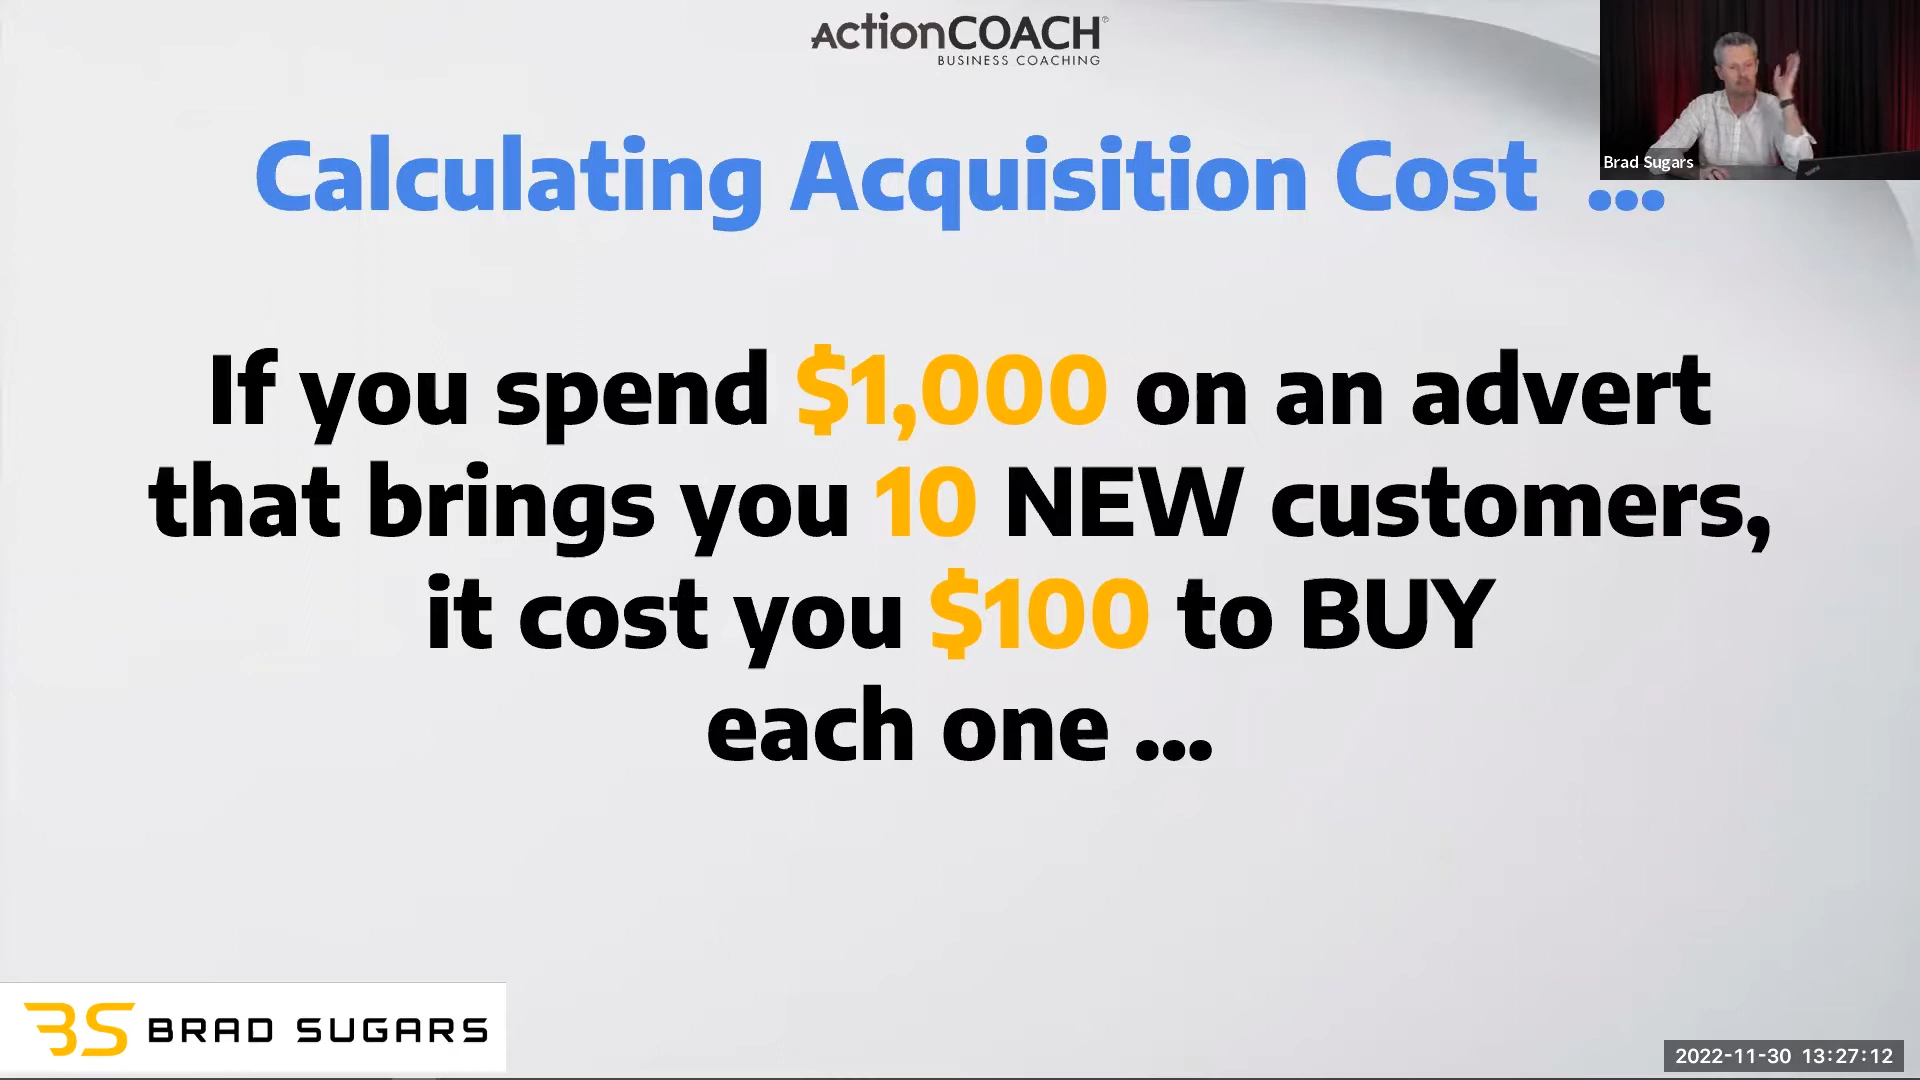 actionCOACH®
BUSINESS COACHING
Calculating Acquisition Cost ...
Brad Sugars
If you spend $1,000 on an advert
that brings you 10 NEW customers,
it cost you $100 to BUY
each one ...
BS BRAD SUGARS
2022-11-30 13:27:12